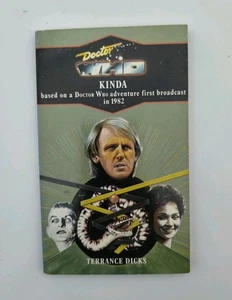 Doctor
WHO
KINDA
based on a DOCTOR WHO adventure first broadcast
in 1982
TERRANCE DICKS